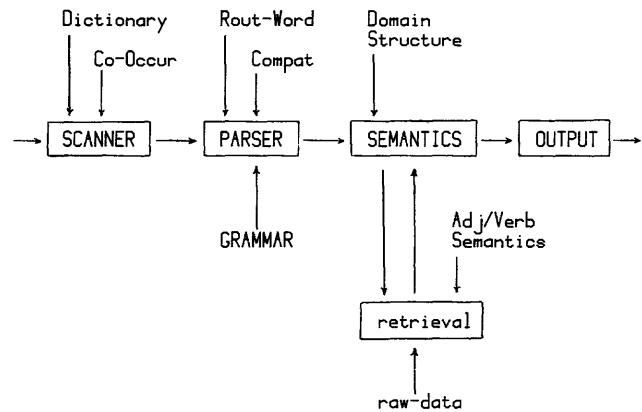 Dictionary
Rout-Word
Domain
Structure
Co-Occur
Compat
SCANNER
PARSER
SEMANTICS
OUTPUT
GRAMMAR
Adj/Verb
Semantics
retrieval
raw-data